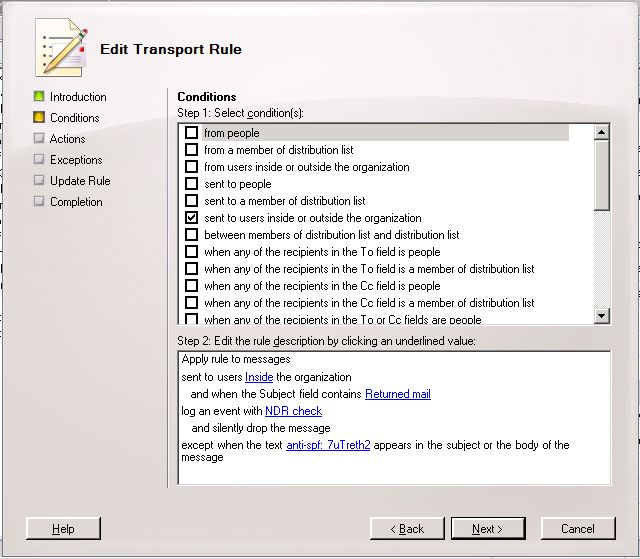 Edit Transport Rule
Introduction
Conditions
Actions
Exceptions
Update Rule
Completion
Conditions
Step 1: Select condition(s):
from people
from a member of distribution list
from users inside or outside the organization
sent to people
sent to a member of distribution list
sent to users inside or outside the organization
between members of distribution list and distribution list
when any of the recipients in the To field is people
when any of the recipients in the To field is a member of distribution list
when any of the recipients in the Cc field is people
when any of the recipients in the Cc field is a member of distribution list
when any of the recipients in the To or Cc fields are people
Step 2: Edit the rule description by clicking an underlined value:
Apply rule to messages
sent to users Inside the organization
and when the Subject field contains Returned mail
log an event with NDR check
and silently drop the message
except when the text anti-spf: 7uTreth2 appears in the subject or the body of the
message
Help
< Back
Next >
Cancel